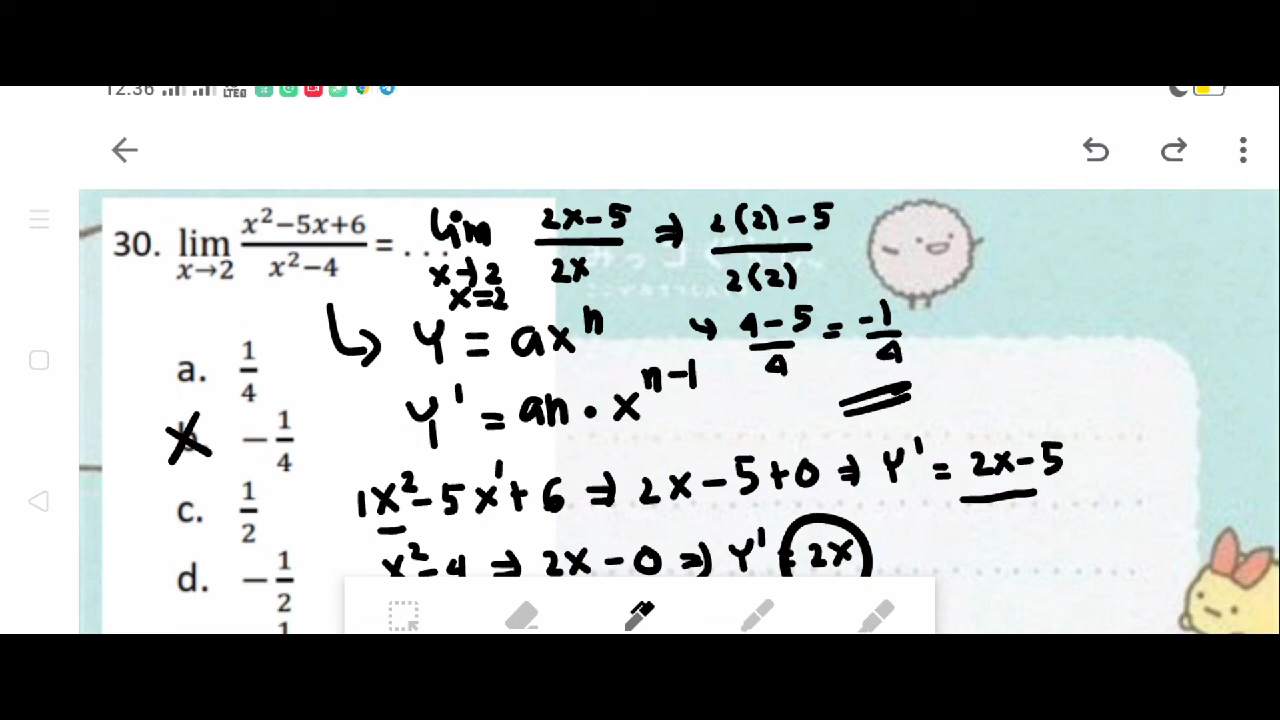 12.36
30. lim x→2 x²−5x+6 / x²−4 = ...
lim x→2 x=2 2x−5 / 2x ⇒ 2(2)−5 / 2(2)
↳ 4−5 / 4 = −1 / 4
↳ Y = ax^n
Y' = an • x^(n−1)
1x²−5x¹+6 ⇒ 2x−5+0 ⇒ Y' = 2x−5
x²−4 ⇒ 2x−0 ⇒ Y' = 2x
a. 1/4
b. −1/4
c. 1/2
d. −1/2